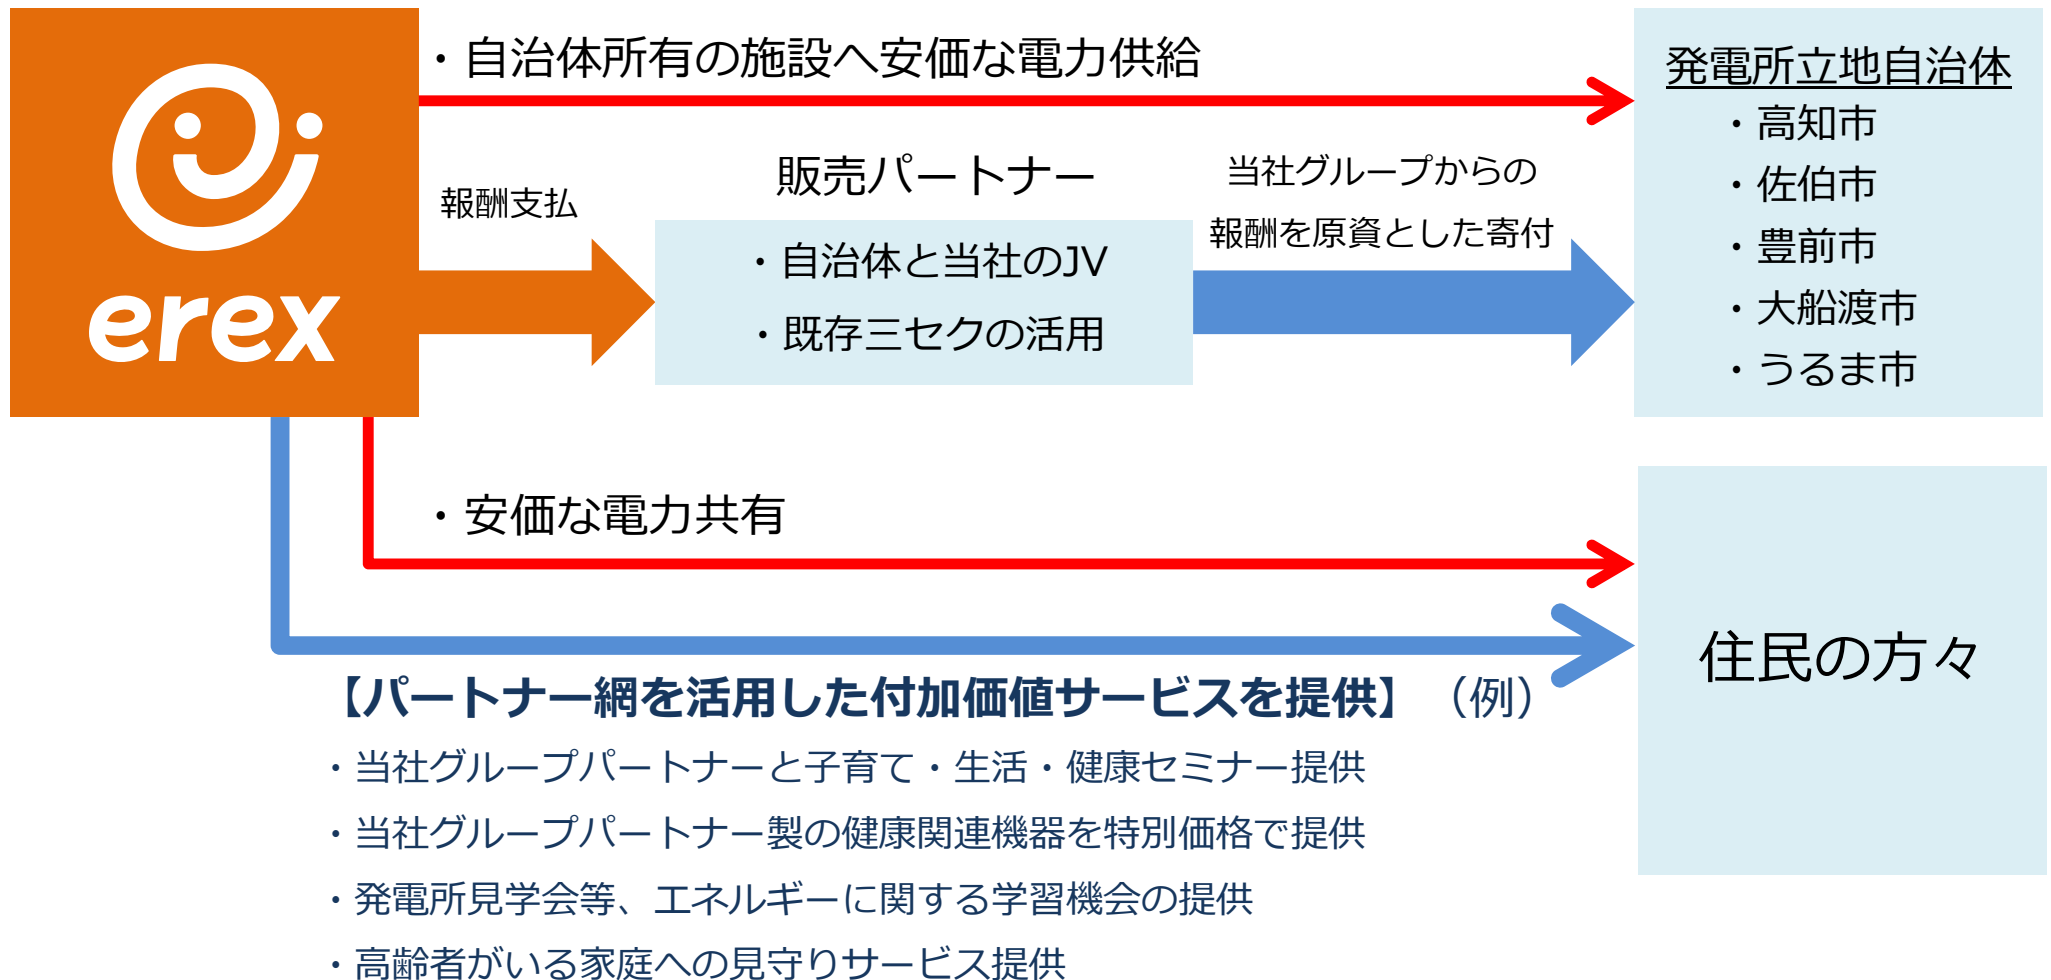 erex
・自治体所有の施設へ安価な電力供給
報酬支払
販売パートナー
・自治体と当社のJV
・既存三セクの活用
当社グループからの
報酬を原資とした寄付
発電所立地自治体
・高知市
・佐伯市
・豊前市
・大船渡市
・うるま市
・安価な電力共有
住民の方々
【パートナー網を活用した付加価値サービスを提供】（例）
・当社グループパートナーと子育て・生活・健康セミナー提供
・当社グループパートナー製の健康関連機器を特別価格で提供
・発電所見学会等、エネルギーに関する学習機会の提供
・高齢者がいる家庭への見守りサービス提供